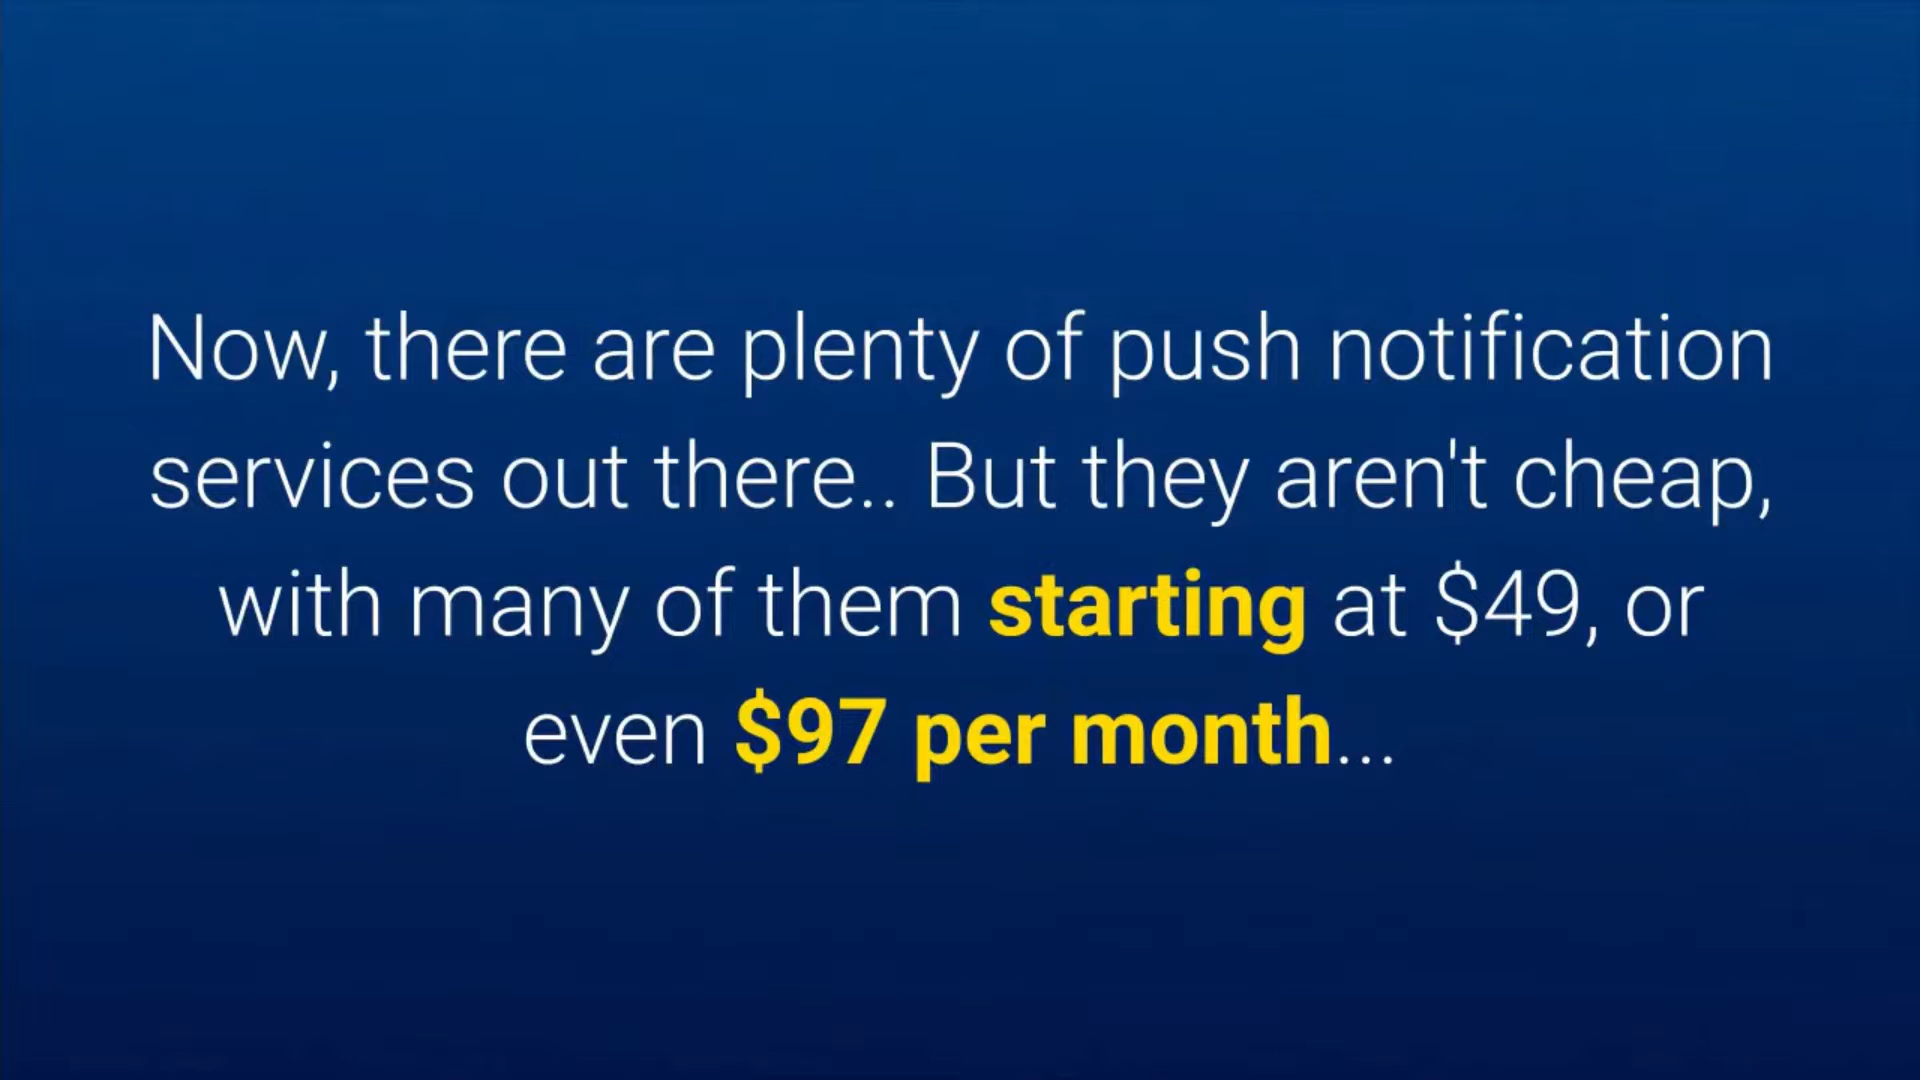 Now, there are plenty of push notification
services out there.. But they aren't cheap,
with many of them starting at $49, or
even $97 per month...